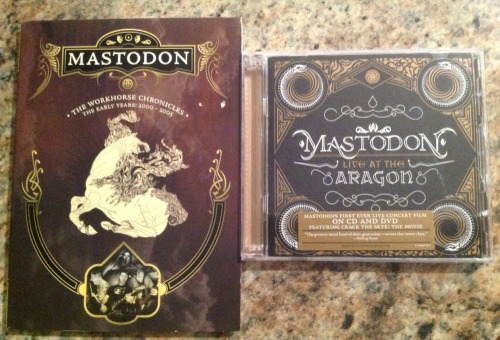 MASTODON
• THE WORKHORSE CHRONICLES •
THE EARLY YEARS: 2000 - 2005
MASTODON
LIVE AT THE
ARAGON
MASTODON'S FIRST EVER LIVE CONCERT FILM
ON CD AND DVD
FEATURING CRACK THE SKYE: THE MOVIE